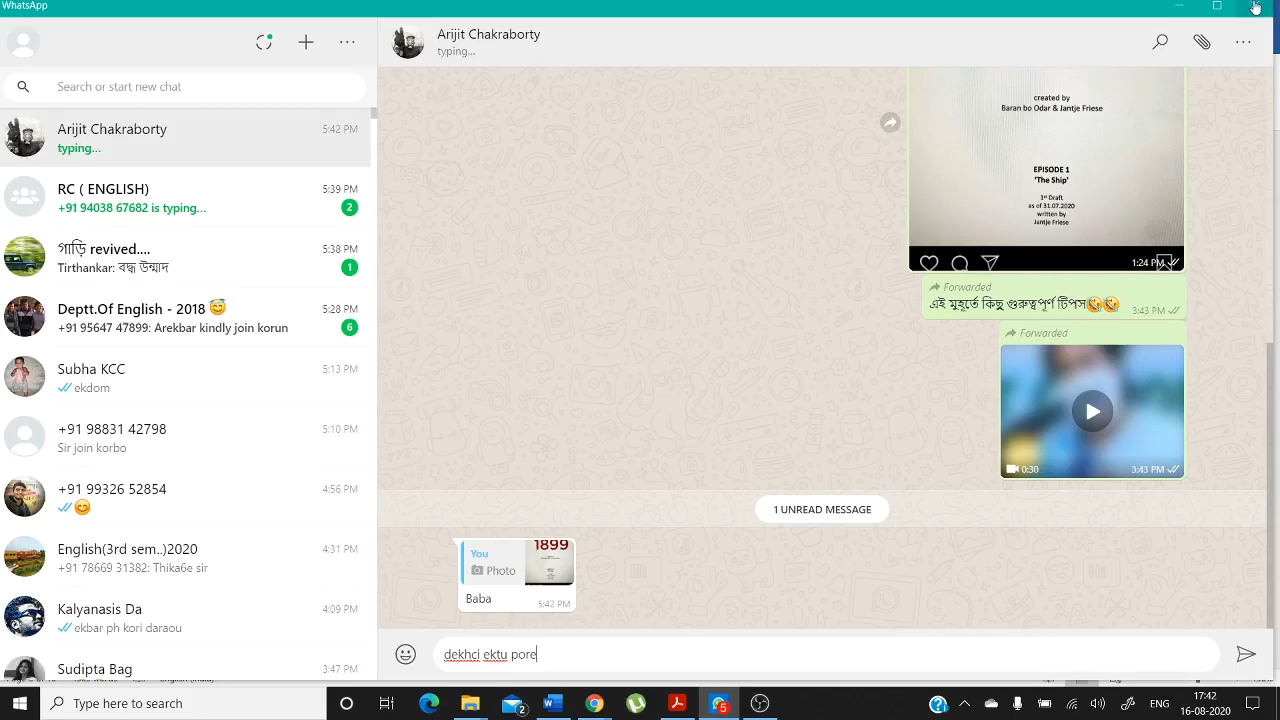 WhatsApp
Search or start new chat
Arijit Chakraborty
5:42 PM
typing...
RC ( ENGLISH)
5:39 PM
+91 94038 67682 is typing...
2
গাড়ি revived....
5:38 PM
Tirthankar: বদ্ধ উন্মাদ
1
Deptt.Of English - 2018 😇
5:28 PM
+91 95647 47899: Arekbar kindly join korun
6
Subha KCC
5:13 PM
ekdom
+91 98831 42798
5:10 PM
Sir join korbo
+91 99326 52854
4:56 PM
😊
English(3rd sem..)2020
4:31 PM
+91 78669 31382: Thika6e sir
Kalyanasis Da
4:09 PM
ekbar ph kori daraou
Sudipta Bag
3:47 PM
Arijit Chakraborty
typing...
created by
Baran bo Odar & Jantje Friese
EPISODE 1
'The Ship'
1st Draft
as of 31.07.2020
written by
Jantje Friese
1:24 PM
Forwarded
এই মুহূর্তে কিছু গুরুত্বপূর্ণ টিপস🤣🤣
3:43 PM
Forwarded
0:30
3:43 PM
1 UNREAD MESSAGE
You
Photo
1899
Baba
5:42 PM
dekhci ektu pore
Type here to search
2
5
ENG
17:42
16-08-2020